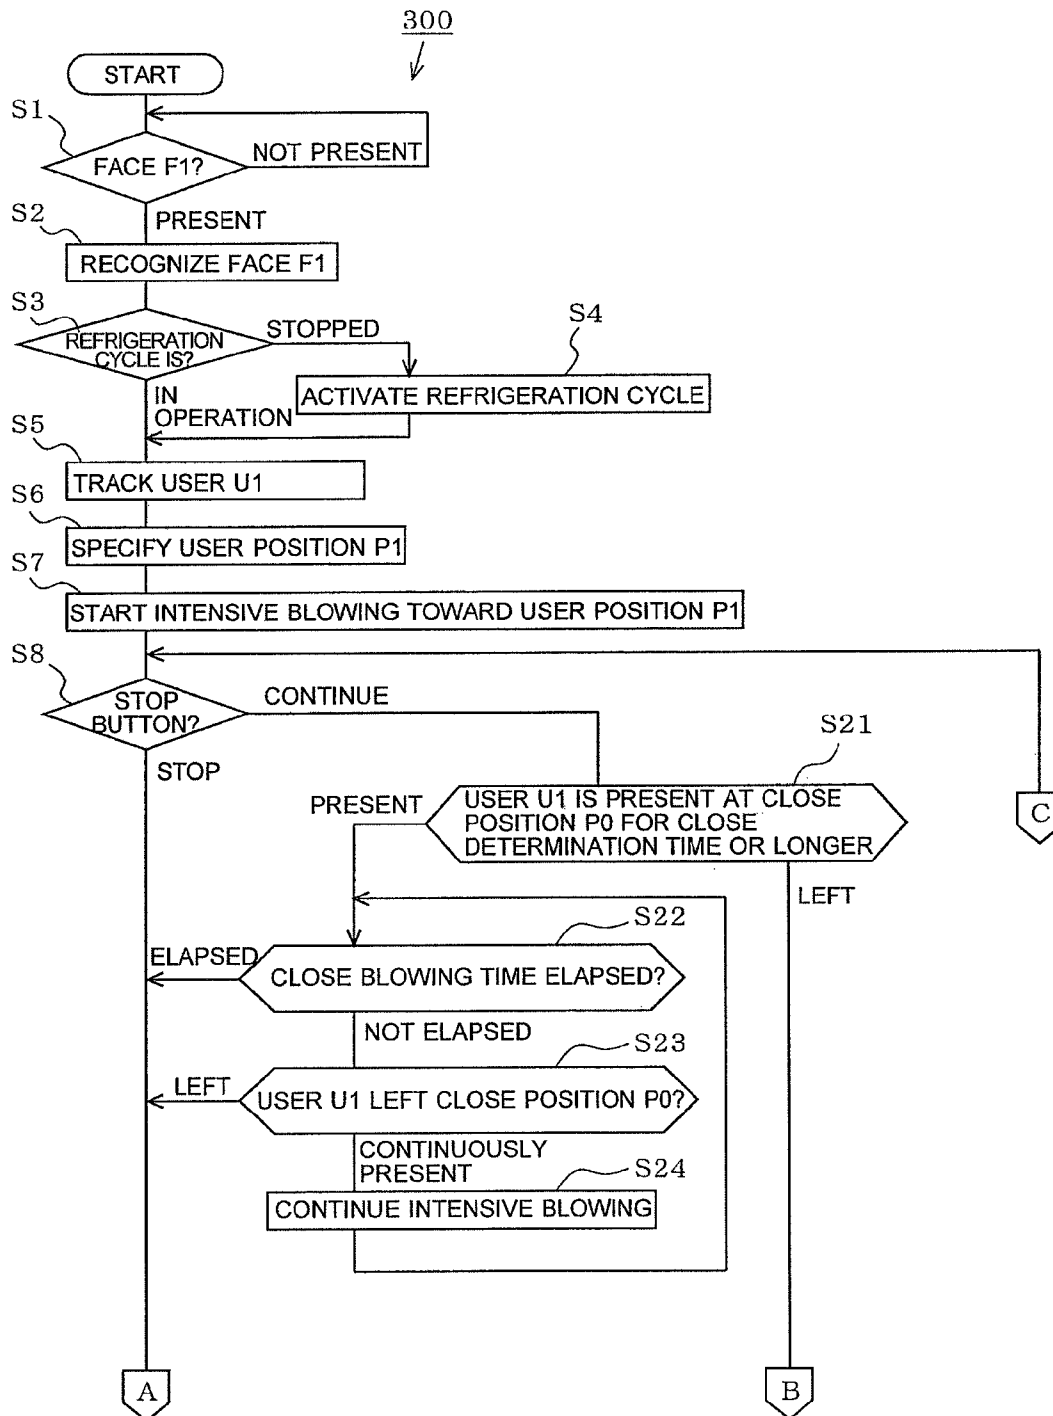 300
START
S1
FACE F1?
NOT PRESENT
PRESENT
S2
RECOGNIZE FACE F1
S3
REFRIGERATION
CYCLE IS?
STOPPED
S4
ACTIVATE REFRIGERATION CYCLE
IN
OPERATION
S5
TRACK USER U1
S6
SPECIFY USER POSITION P1
S7
START INTENSIVE BLOWING TOWARD USER POSITION P1
S8
STOP
BUTTON?
CONTINUE
STOP
S21
PRESENT
USER U1 IS PRESENT AT CLOSE
POSITION P0 FOR CLOSE
DETERMINATION TIME OR LONGER
C
LEFT
S22
ELAPSED
CLOSE BLOWING TIME ELAPSED?
NOT ELAPSED
S23
LEFT
USER U1 LEFT CLOSE POSITION P0?
CONTINUOUSLY
PRESENT
S24
CONTINUE INTENSIVE BLOWING
A
B